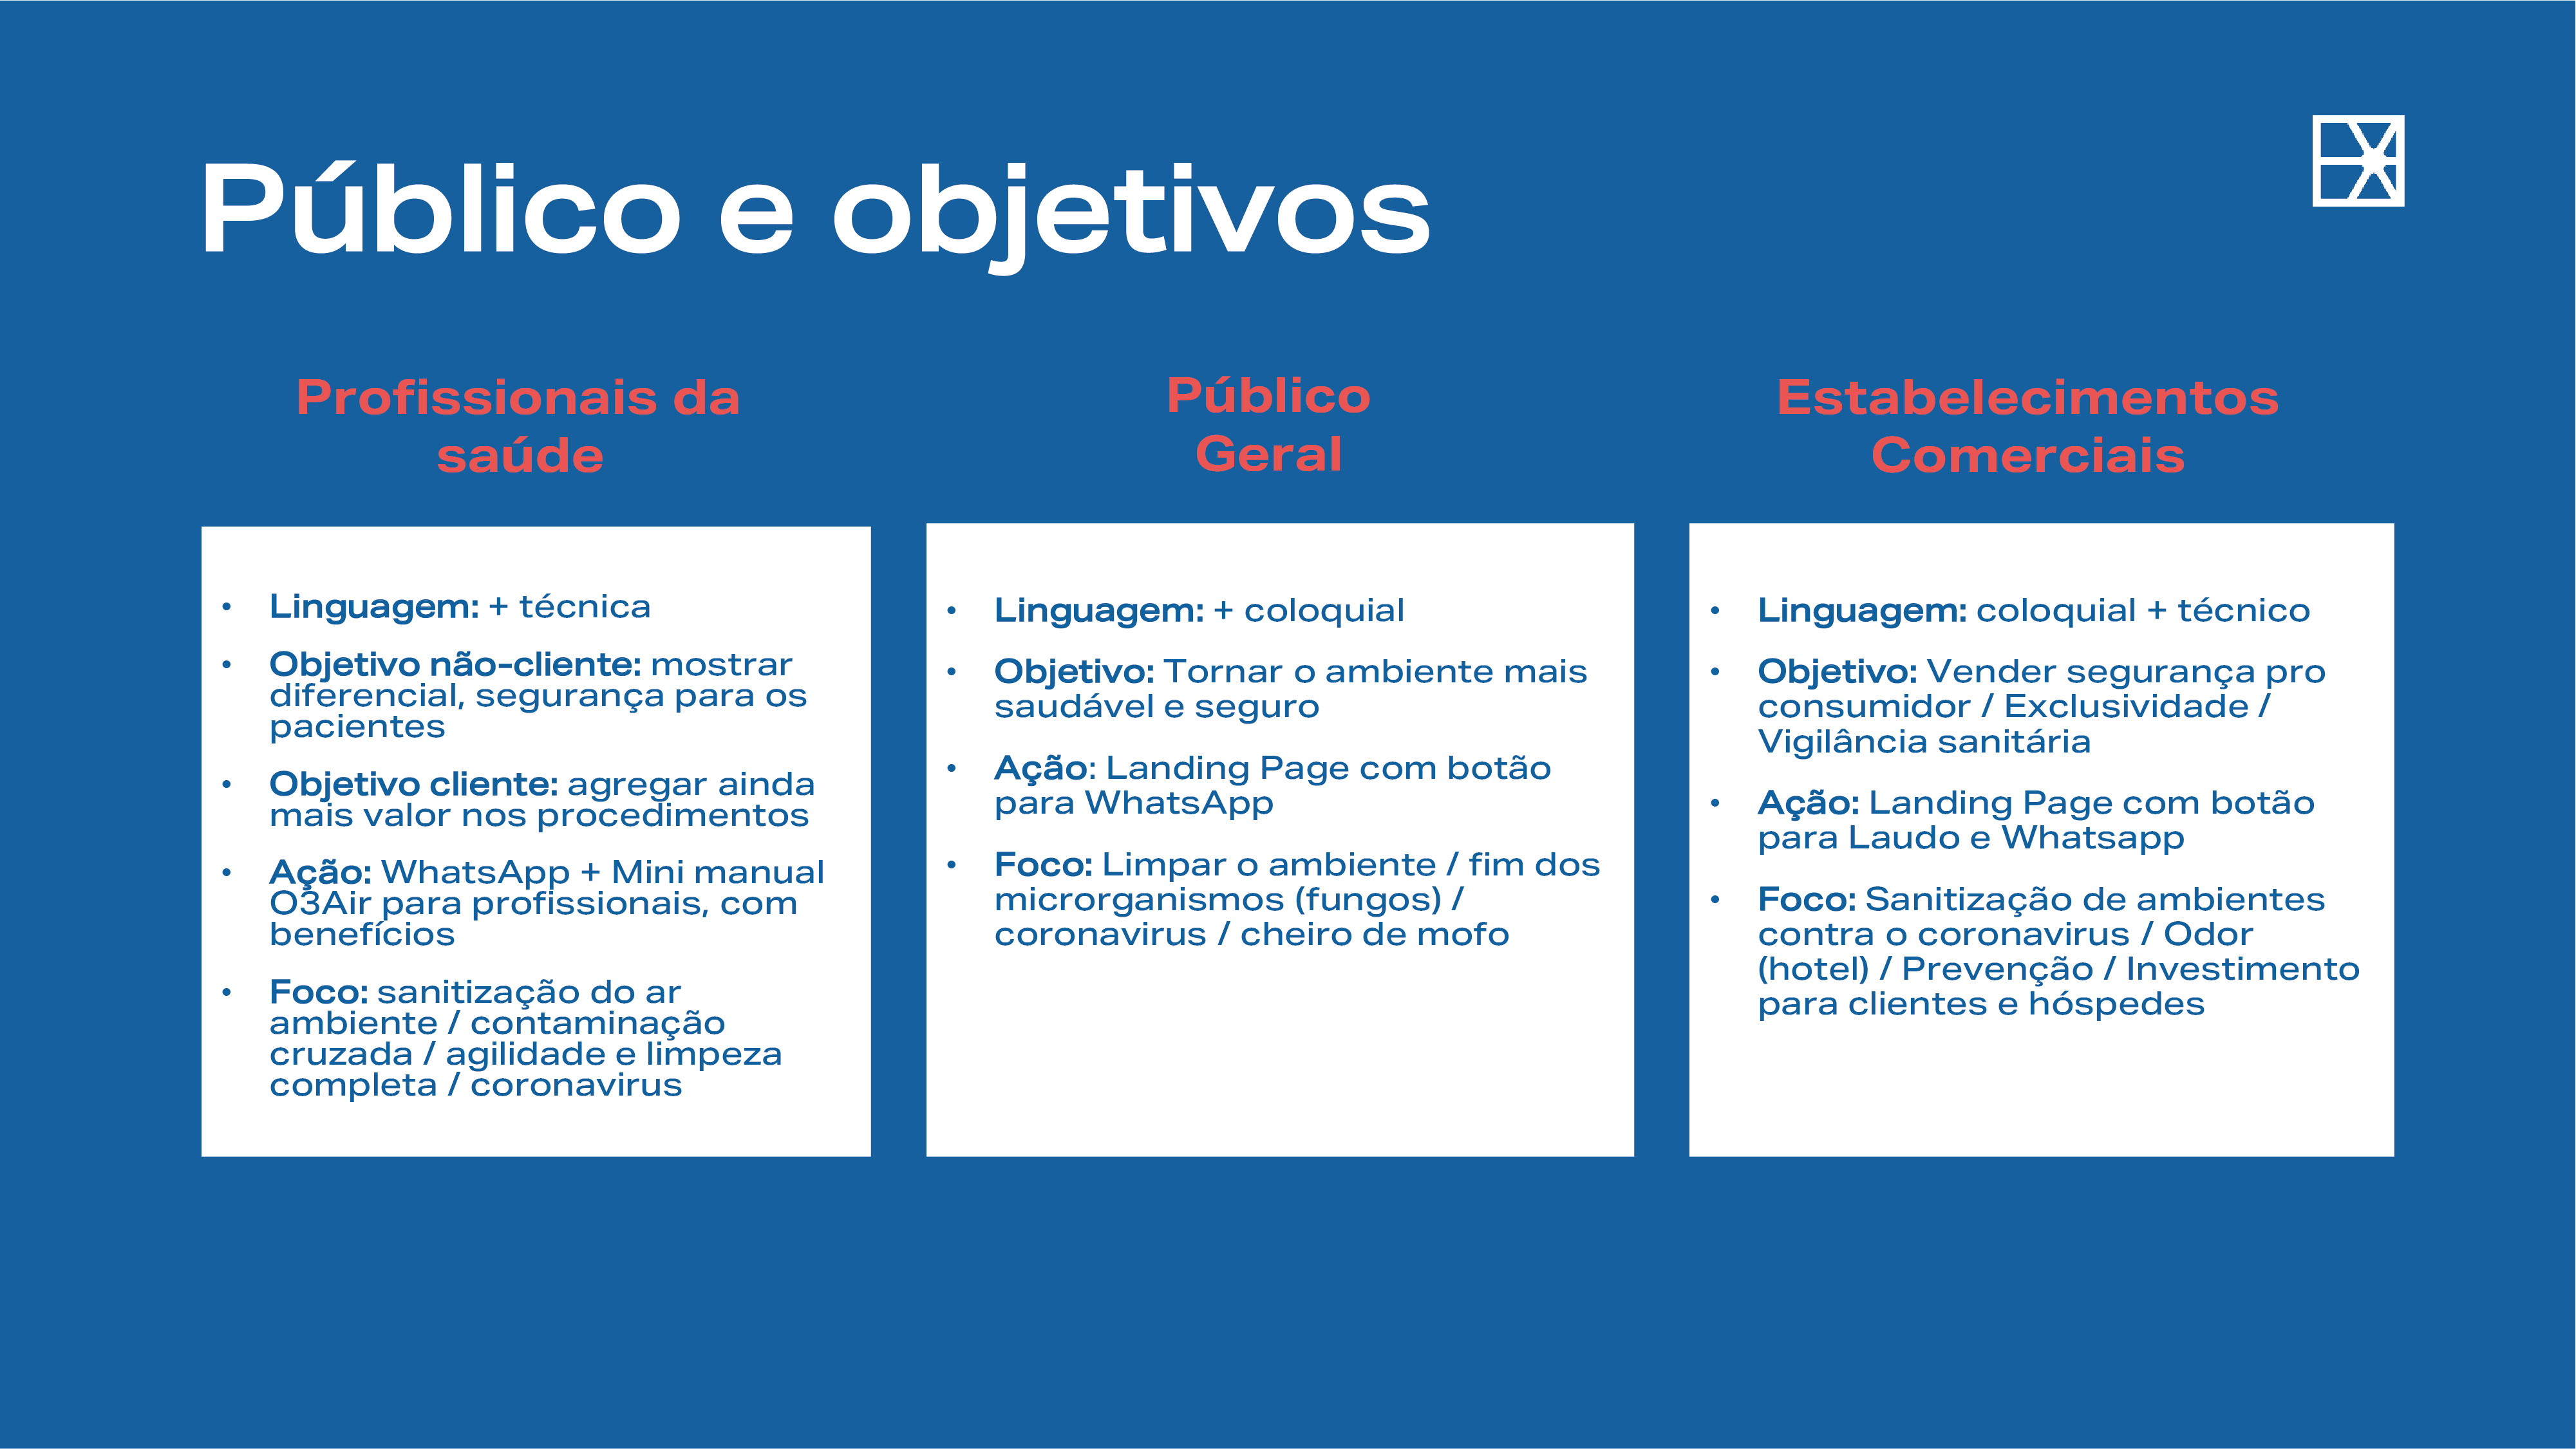 Público e objetivos
Profissionais da
saúde
• Linguagem: + técnica
• Objetivo não-cliente: mostrar
diferencial, segurança para os
pacientes
• Objetivo cliente: agregar ainda
mais valor nos procedimentos
• Ação: WhatsApp + Mini manual
O3Air para profissionais, com
benefícios
• Foco: sanitização do ar
ambiente / contaminação
cruzada / agilidade e limpeza
completa / coronavirus
Público
Geral
• Linguagem: + coloquial
• Objetivo: Tornar o ambiente mais
saudável e seguro
• Ação: Landing Page com botão
para WhatsApp
• Foco: Limpar o ambiente / fim dos
microrganismos (fungos) /
coronavirus / cheiro de mofo
Estabelecimentos
Comerciais
• Linguagem: coloquial + técnico
• Objetivo: Vender segurança pro
consumidor / Exclusividade /
Vigilância sanitária
• Ação: Landing Page com botão
para Laudo e Whatsapp
• Foco: Sanitização de ambientes
contra o coronavirus / Odor
(hotel) / Prevenção / Investimento
para clientes e hóspedes